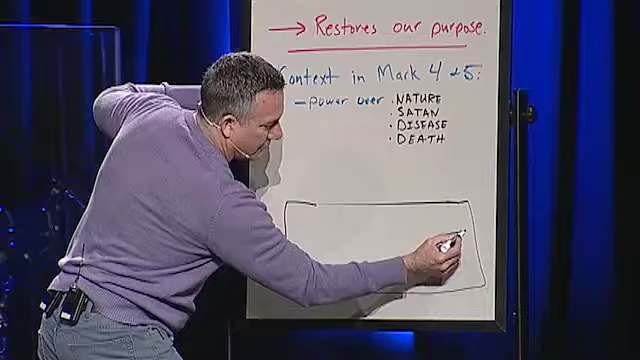 → Restores our purpose.
Context in Mark 4 & 5:
- power over • NATURE
• SATAN
• DISEASE
• DEATH